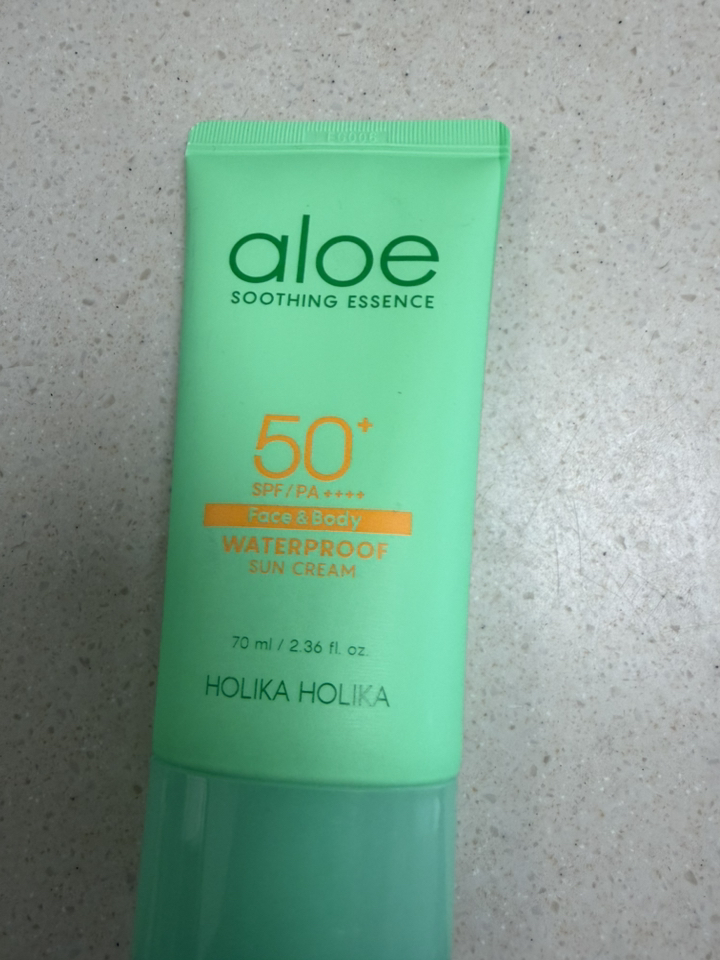 aloe
SOOTHING ESSENCE
50+
SPF/PA++++
Face & Body
WATERPROOF
SUN CREAM
70 ml / 2.36 fl. oz.
HOLIKA HOLIKA